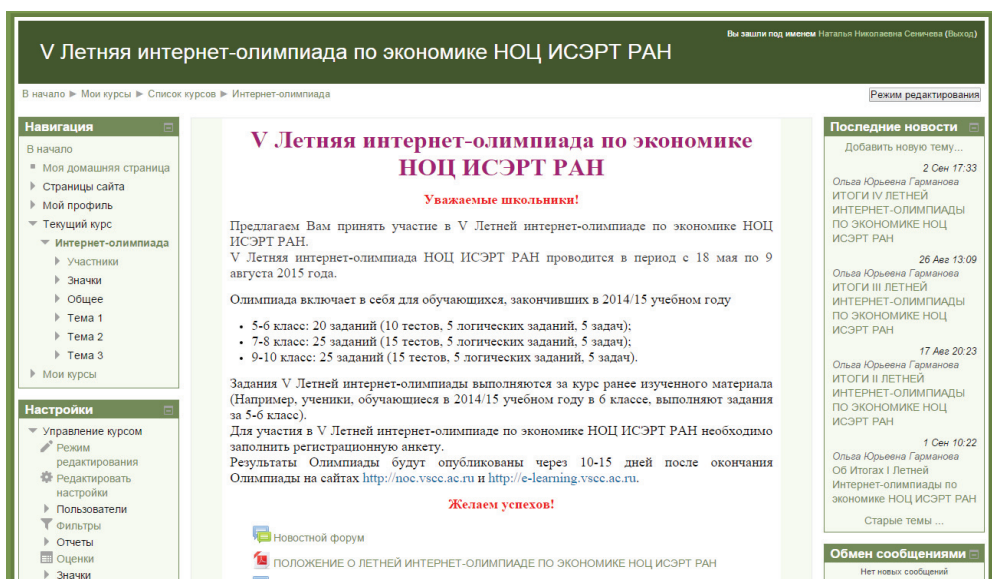 V Летняя интернет-олимпиада по экономике НОЦ ИСЭРТ РАН
Вы зашли под именем Наталья Николаевна Сеничева (Выход)
В начало ► Мои курсы ► Список курсов ► Интернет-олимпиада
Режим редактирования
Навигация
В начало
Моя домашняя страница
Страницы сайта
Мой профиль
Текущий курс
Интернет-олимпиада
Участники
Значки
Общее
Тема 1
Тема 2
Тема 3
Мои курсы
Настройки
Управление курсом
Режим
редактирования
Редактировать
настройки
Пользователи
Фильтры
Отчеты
Оценки
Значки
V Летняя интернет-олимпиада по экономике
НОЦ ИСЭРТ РАН
Уважаемые школьники!
Предлагаем Вам принять участие в V Летней интернет-олимпиаде по экономике НОЦ
ИСЭРТ РАН.
V Летняя интернет-олимпиада НОЦ ИСЭРТ РАН проводится в период с 18 мая по 9
августа 2015 года.
Олимпиада включает в себя для обучающихся, закончивших в 2014/15 учебном году
• 5-6 класс: 20 заданий (10 тестов, 5 логических заданий, 5 задач);
• 7-8 класс: 25 заданий (15 тестов, 5 логических заданий, 5 задач);
• 9-10 класс: 25 заданий (15 тестов, 5 логических заданий, 5 задач).
Задания V Летней интернет-олимпиады выполняются за курс ранее изученного материала
(Например, ученики, обучающиеся в 2014/15 учебном году в 6 классе, выполняют задания
за 5-6 класс).
Для участия в V Летней интернет-олимпиаде по экономике НОЦ ИСЭРТ РАН необходимо
заполнить регистрационную анкету.
Результаты Олимпиады будут опубликованы через 10-15 дней после окончания
Олимпиады на сайтах http://noc.vscc.ac.ru и http://e-learning.vscc.ac.ru.
Желаем успехов!
Новостной форум
ПОЛОЖЕНИЕ О ЛЕТНЕЙ ИНТЕРНЕТ-ОЛИМПИАДЕ ПО ЭКОНОМИКЕ НОЦ ИСЭРТ РАН
Последние новости
Добавить новую тему...
2 Сен 17:33
Ольга Юрьевна Гарманова
ИТОГИ IV ЛЕТНЕЙ
ИНТЕРНЕТ-ОЛИМПИАДЫ
ПО ЭКОНОМИКЕ НОЦ
ИСЭРТ РАН
26 Авг 13:09
Ольга Юрьевна Гарманова
ИТОГИ III ЛЕТНЕЙ
ИНТЕРНЕТ-ОЛИМПИАДЫ
ПО ЭКОНОМИКЕ НОЦ
ИСЭРТ РАН
17 Авг 20:23
Ольга Юрьевна Гарманова
ИТОГИ II ЛЕТНЕЙ
ИНТЕРНЕТ-ОЛИМПИАДЫ
ПО ЭКОНОМИКЕ НОЦ
ИСЭРТ РАН
1 Сен 10:22
Ольга Юрьевна Гарманова
Об Итогах I Летней
Интернет-олимпиады по
экономике НОЦ ИСЭРТ РАН
Старые темы ...
Обмен сообщениями
Нет новых сообщений